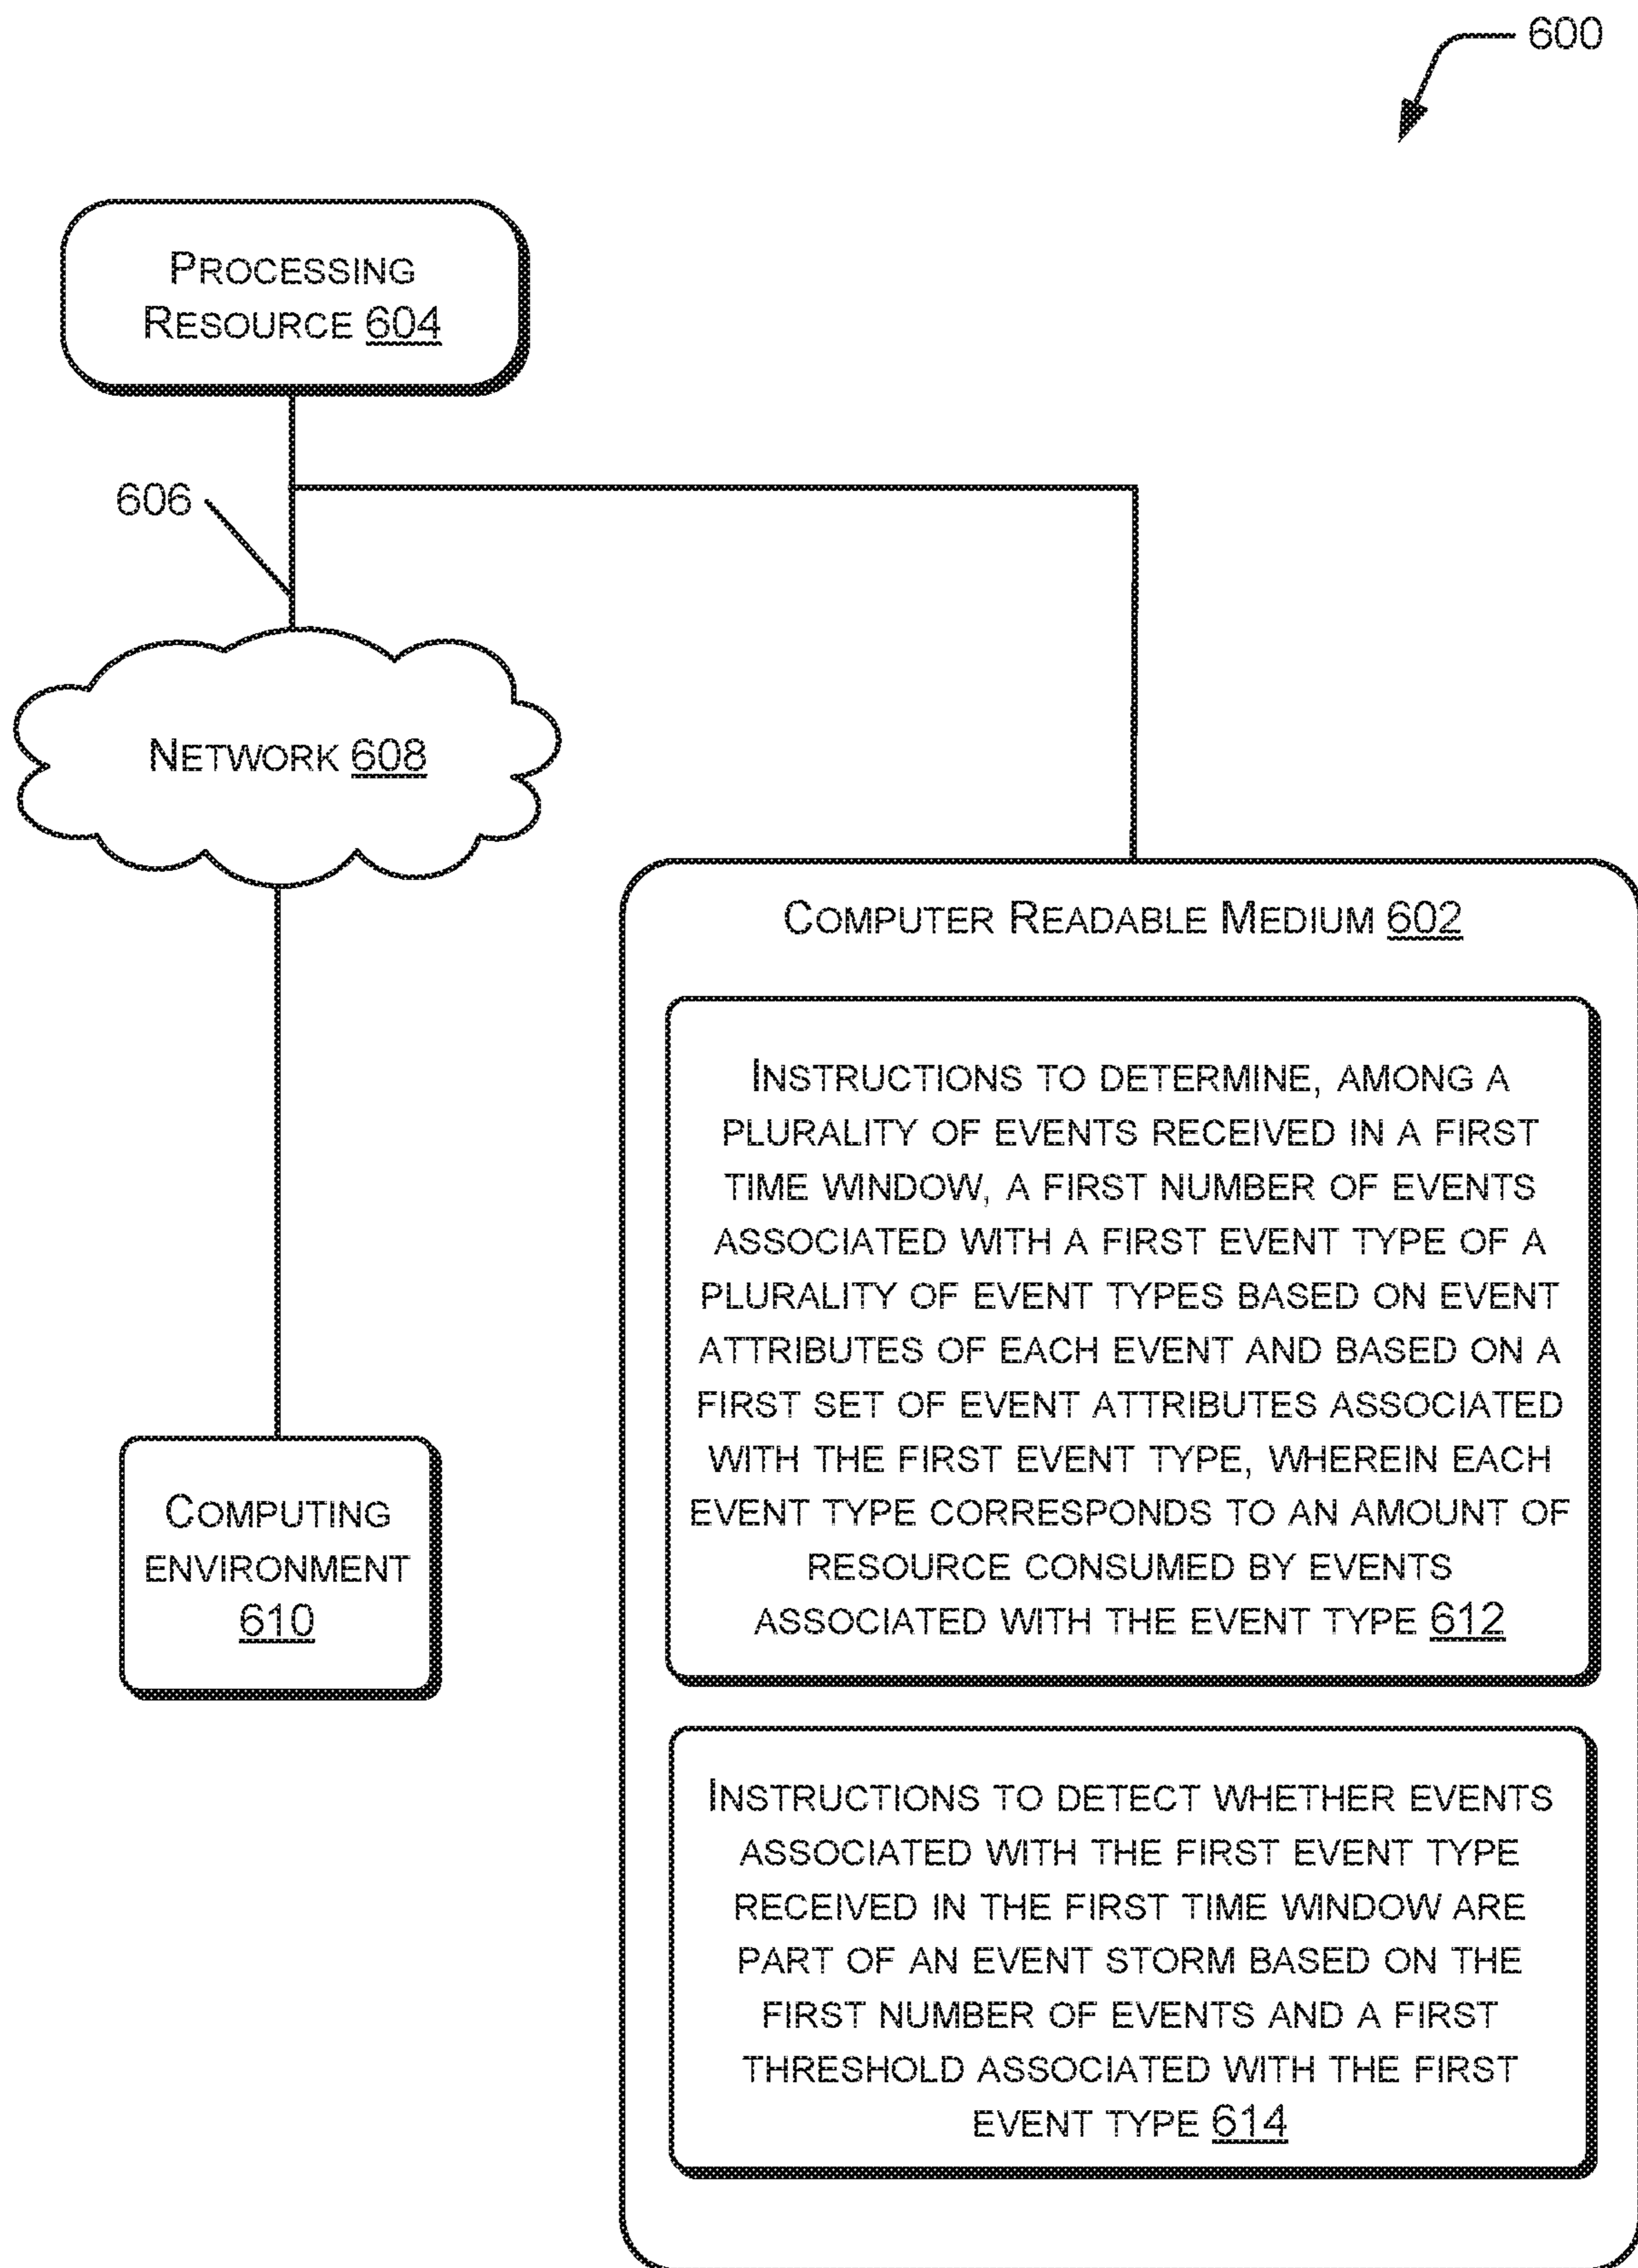 600
PROCESSING
RESOURCE 604
606
NETWORK 608
COMPUTER READABLE MEDIUM 602
INSTRUCTIONS TO DETERMINE, AMONG A
PLURALITY OF EVENTS RECEIVED IN A FIRST
TIME WINDOW, A FIRST NUMBER OF EVENTS
ASSOCIATED WITH A FIRST EVENT TYPE OF A
PLURALITY OF EVENT TYPES BASED ON EVENT
ATTRIBUTES OF EACH EVENT AND BASED ON A
FIRST SET OF EVENT ATTRIBUTES ASSOCIATED
WITH THE FIRST EVENT TYPE, WHEREIN EACH
EVENT TYPE CORRESPONDS TO AN AMOUNT OF
RESOURCE CONSUMED BY EVENTS
ASSOCIATED WITH THE EVENT TYPE 612
COMPUTING
ENVIRONMENT
610
INSTRUCTIONS TO DETECT WHETHER EVENTS
ASSOCIATED WITH THE FIRST EVENT TYPE
RECEIVED IN THE FIRST TIME WINDOW ARE
PART OF AN EVENT STORM BASED ON THE
FIRST NUMBER OF EVENTS AND A FIRST
THRESHOLD ASSOCIATED WITH THE FIRST
EVENT TYPE 614